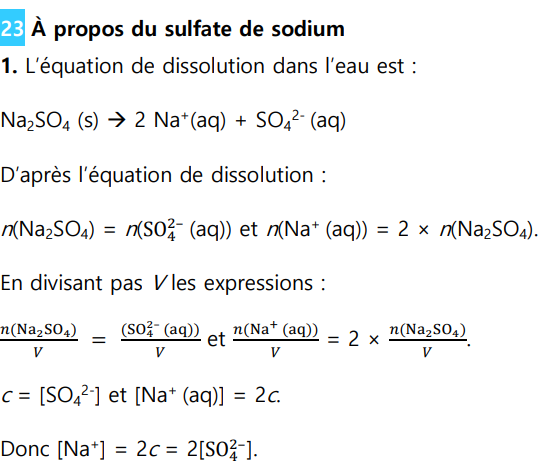 23 À propos du sulfate de sodium
1. L'équation de dissolution dans l'eau est :
Na₂SO₄ (s) → 2 Na⁺(aq) + SO₄²⁻ (aq)
D'après l'équation de dissolution :
n(Na₂SO₄) = n(SO₄²⁻ (aq)) et n(Na⁺ (aq)) = 2 × n(Na₂SO₄).
En divisant pas V les expressions :
n(Na₂SO₄)/V = (SO₄²⁻ (aq))/V et n(Na⁺ (aq))/V = 2 × n(Na₂SO₄)/V.
c = [SO₄²⁻] et [Na⁺ (aq)] = 2c.
Donc [Na⁺] = 2c = 2[SO₄²⁻].